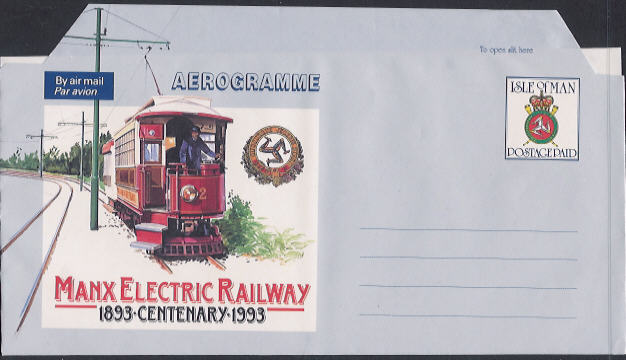 To open slit here
By air mail
Par avion
AEROGRAMME
ISLE OF MAN
POSTAGE PAID
2
MANX ELECTRIC RAILWAY
1893·CENTENARY·1993